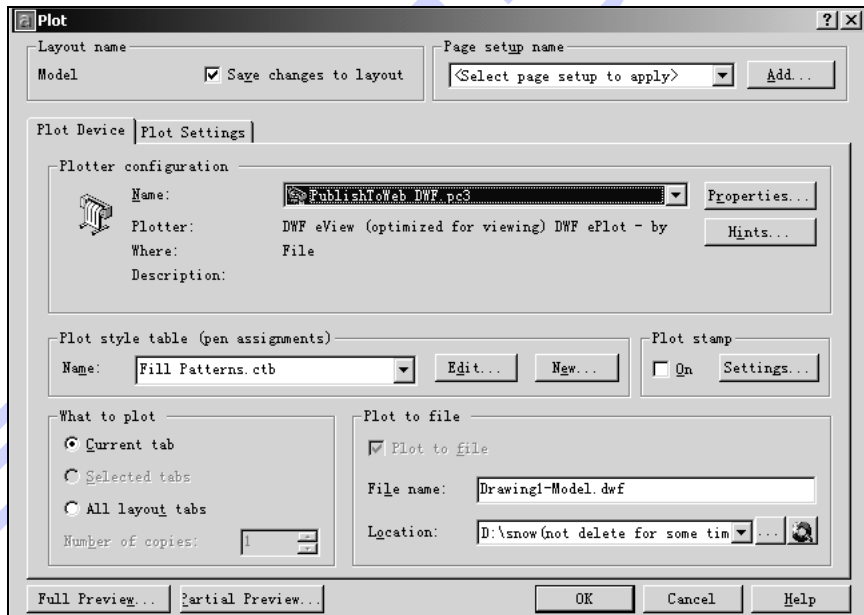 Plot
Layout name
Model
Save changes to layout
Page setup name
<Select page setup to apply>
Add...
Plot Device
Plot Settings
Plotter configuration
Name:
PublishToWeb DWF.pc3
Properties...
Plotter:
DWF eView (optimized for viewing) DWF ePlot - by
Hints...
Where:
File
Description:
Plot style table (pen assignments)
Name:
Fill Patterns.ctb
Edit...
New...
Plot stamp
On
Settings...
What to plot
Current tab
Selected tabs
All layout tabs
Number of copies:
1
Plot to file
Plot to file
File name:
Drawing1-Model.dwf
Location:
D:\snow(not delete for some tim
...
Full Preview...
Partial Preview...
OK
Cancel
Help